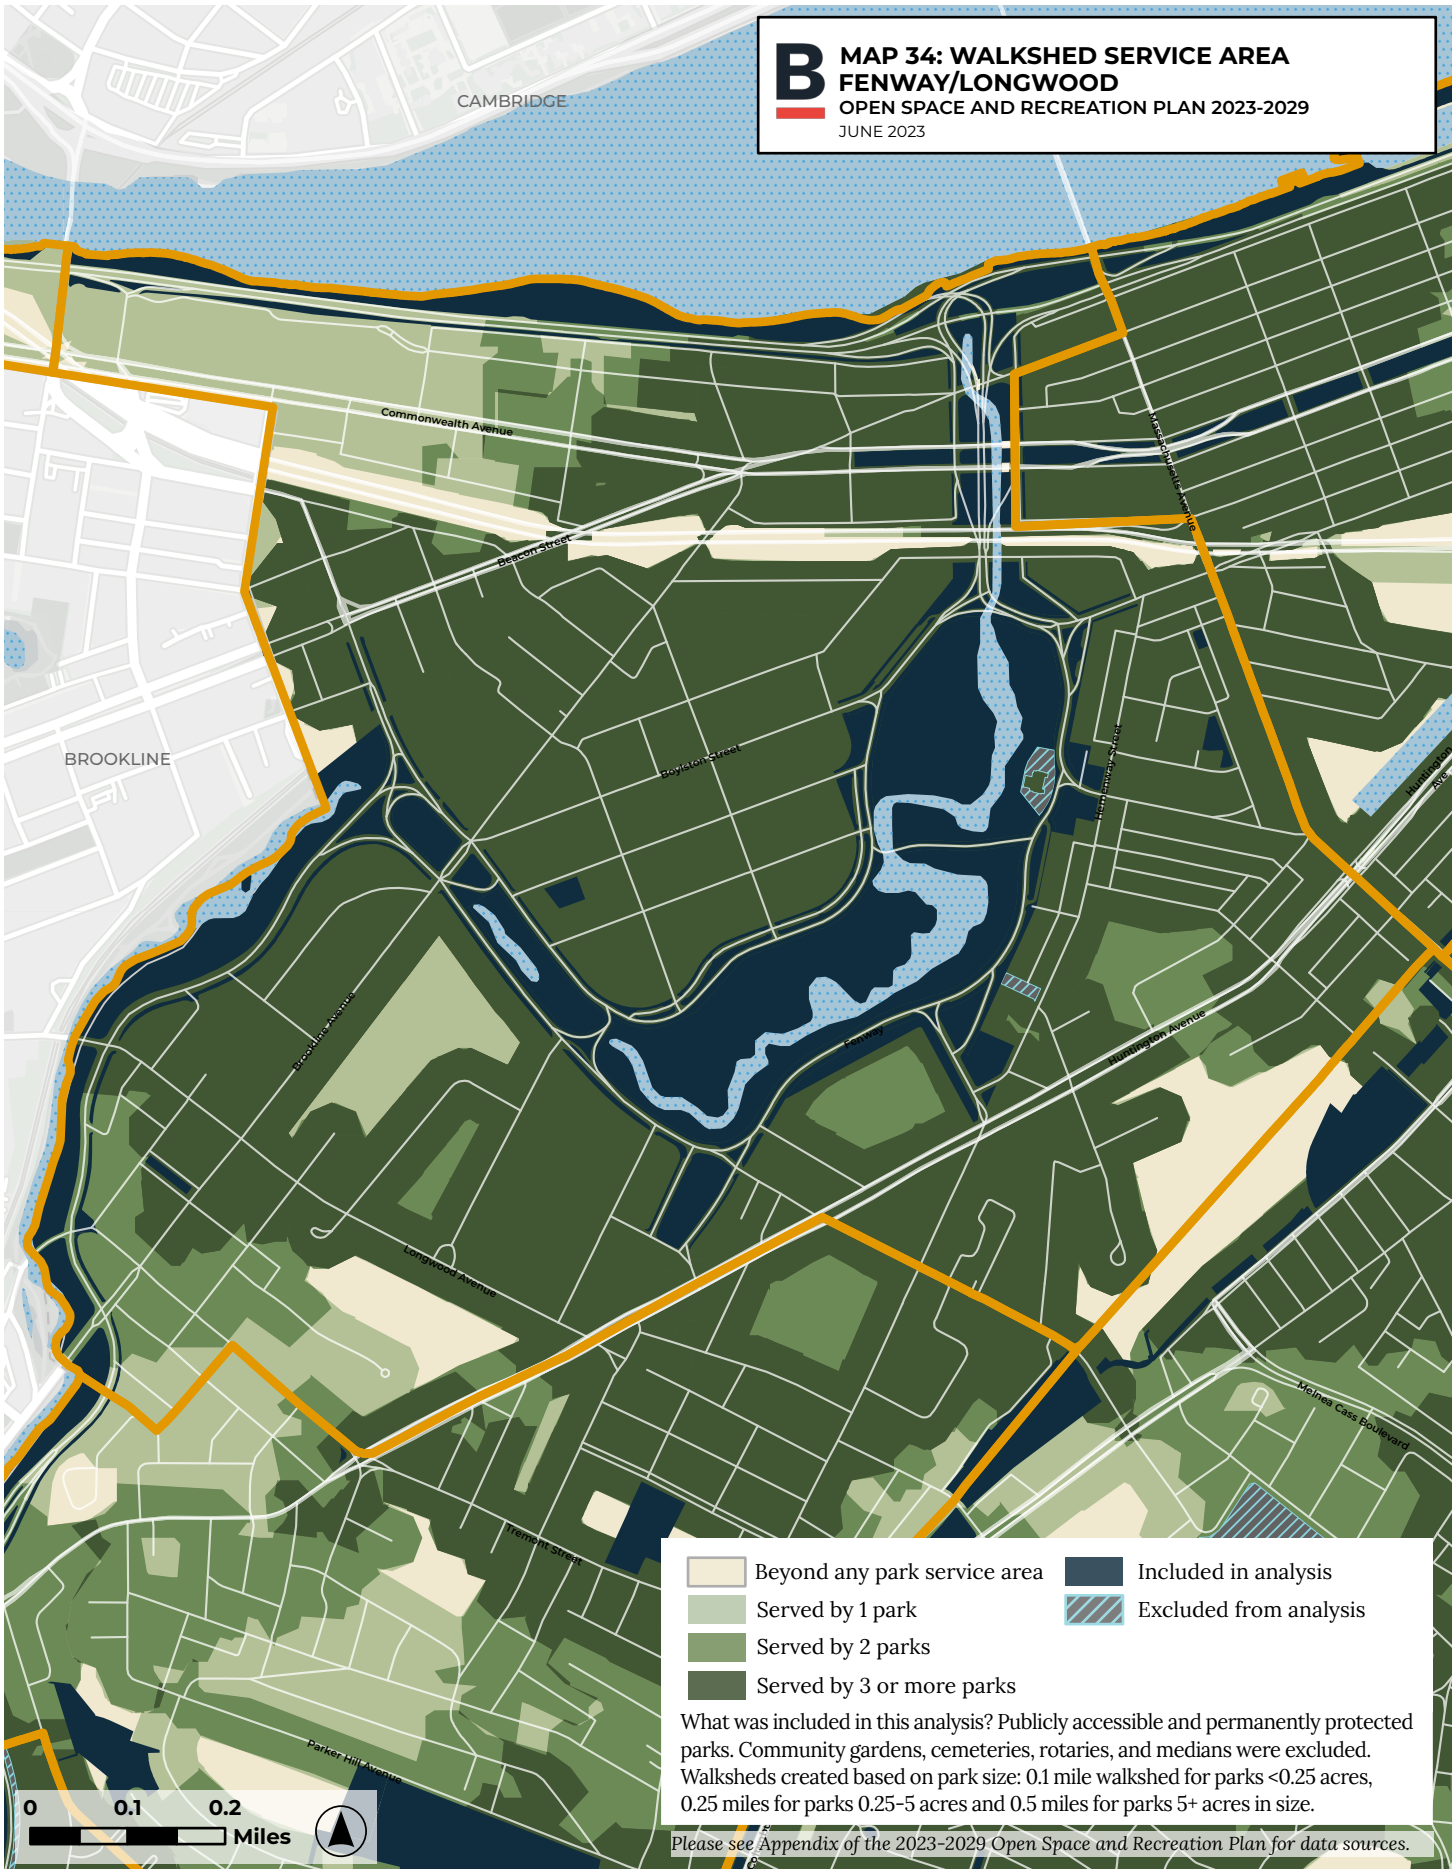 B
MAP 34: WALKSHED SERVICE AREA
FENWAY/LONGWOOD
OPEN SPACE AND RECREATION PLAN 2023-2029
JUNE 2023
CAMBRIDGE
Commonwealth Avenue
Massachusetts Avenue
Beacon Street
BROOKLINE
Boylston Street
Hemenway Street
Huntington
Ave
Brookline Avenue
Fenway
Huntington Avenue
Longwood Avenue
Melnea Cass Boulevard
Tremont Street
Parker Hill Avenue
Beyond any park service area
Served by 1 park
Served by 2 parks
Served by 3 or more parks
Included in analysis
Excluded from analysis
What was included in this analysis? Publicly accessible and permanently protected
parks. Community gardens, cemeteries, rotaries, and medians were excluded.
Walksheds created based on park size: 0.1 mile walkshed for parks <0.25 acres,
0.25 miles for parks 0.25-5 acres and 0.5 miles for parks 5+ acres in size.
Please see Appendix of the 2023-2029 Open Space and Recreation Plan for data sources.
0 0.1 0.2
Miles